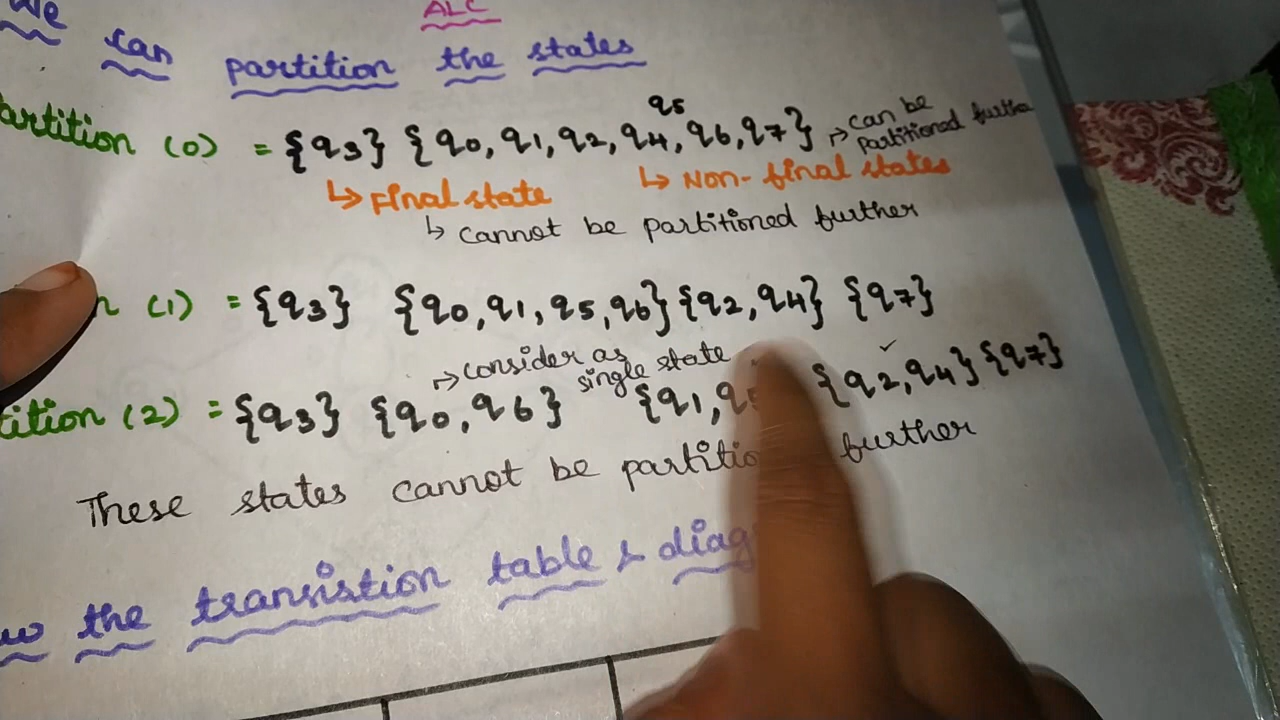 ALC
We can partition the states
artition (0) = {q3} {q0, q1, q2, q4, q5, q6, q7} ↳ can be partitioned furthe
↳ Final state ↳ Non-final states
↳ cannot be partitioned further
n (1) = {q3} {q0, q1, q5, q6} {q2, q4} {q7}
↳ consider as single state
tition (2) = {q3} {q0, q6} {q1, q5 {q2, q4} {q7}
These states cannot be partitio further
w the transistion table & diag